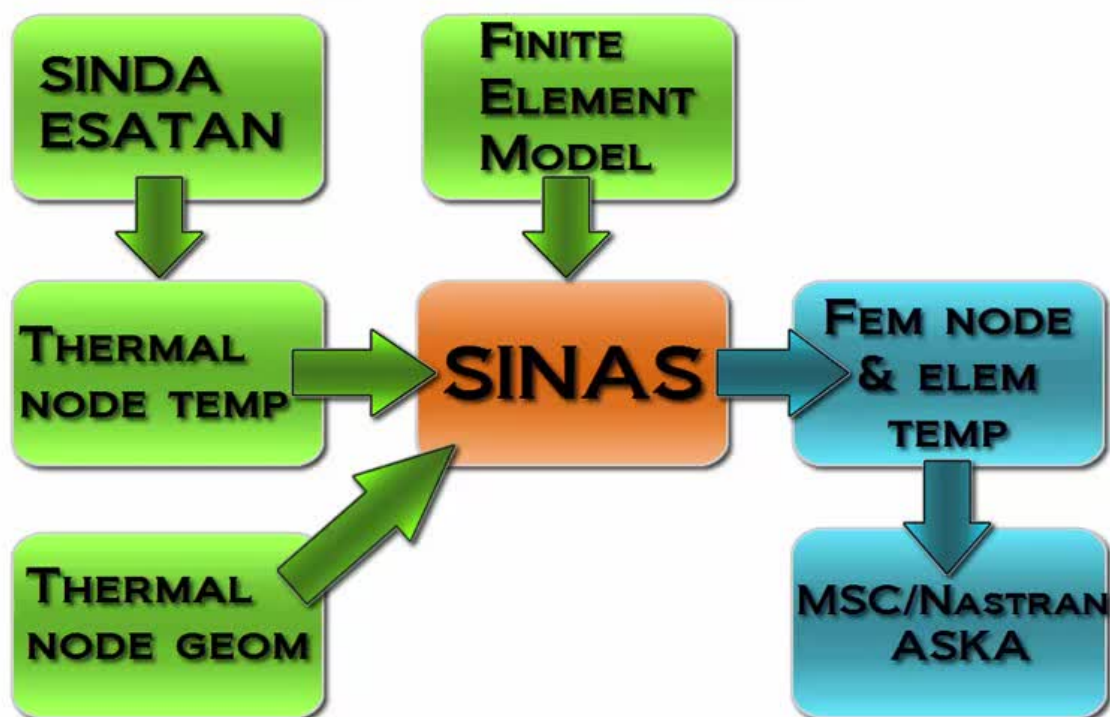 SINDA
ESATAN
FINITE
ELEMENT
MODEL
THERMAL
NODE TEMP
SINAS
FEM NODE
& ELEM
TEMP
THERMAL
NODE GEOM
MSC/NASTRAN
ASKA